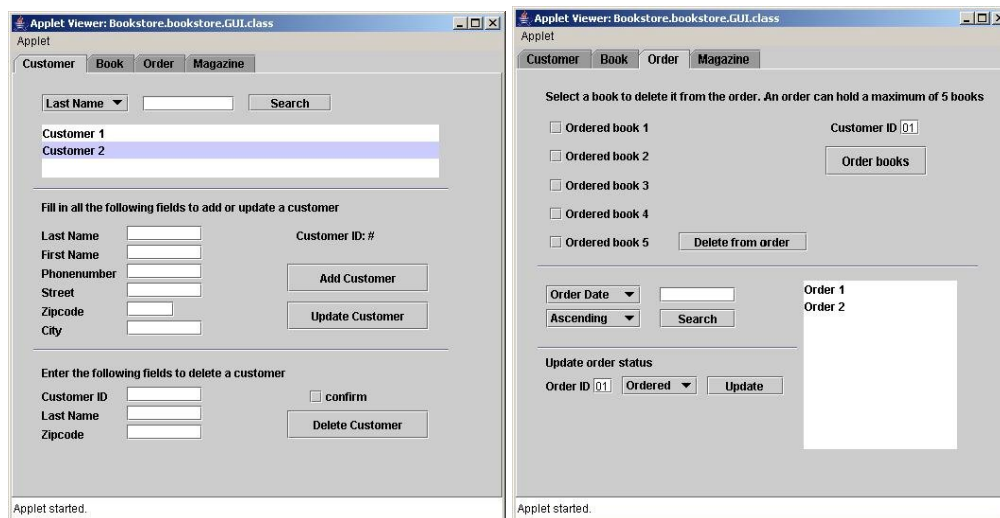 Applet Viewer: Bookstore.bookstore.GUI.class
Applet
Customer Book Order Magazine
Last Name Search
Customer 1
Customer 2
Fill in all the following fields to add or update a customer
Last Name Customer ID: #
First Name
Phonenumber Add Customer
Street
Zipcode Update Customer
City
Enter the following fields to delete a customer
Customer ID confirm
Last Name Delete Customer
Zipcode
Applet started.
Applet Viewer: Bookstore.bookstore.GUI.class
Applet
Customer Book Order Magazine
Select a book to delete it from the order. An order can hold a maximum of 5 books
Ordered book 1 Customer ID 01
Ordered book 2 Order books
Ordered book 3
Ordered book 4
Ordered book 5 Delete from order
Order Date Order 1
Ascending Search Order 2
Update order status
Order ID 01 Ordered Update
Applet started.